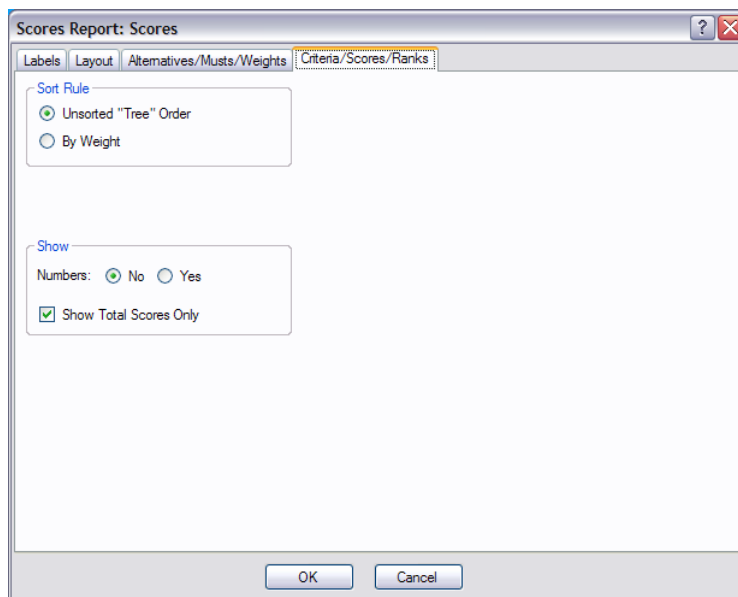 Scores Report: Scores
Labels Layout Alternatives/Musts/Weights Criteria/Scores/Ranks
Sort Rule
Unsorted "Tree" Order
By Weight
Show
Numbers: No Yes
Show Total Scores Only
OK Cancel